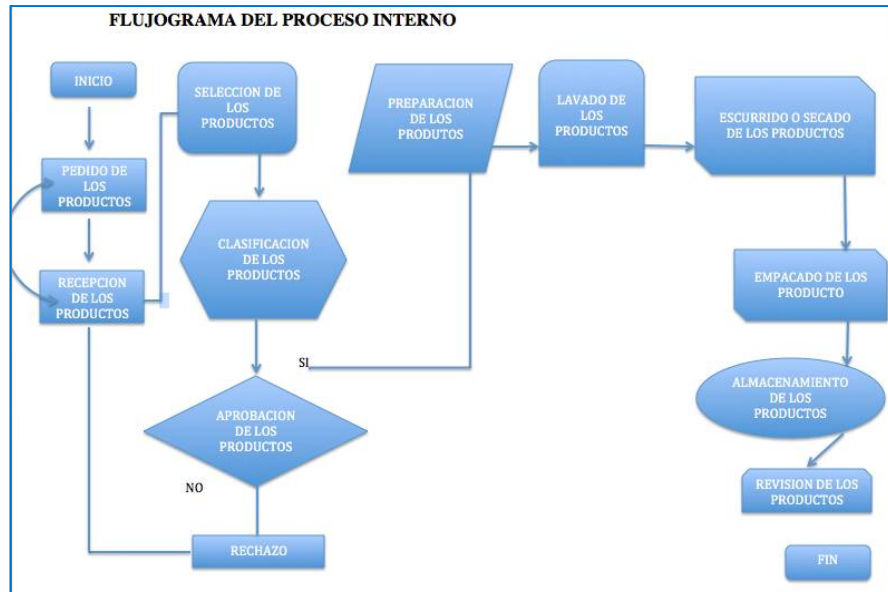 FLUJOGRAMA DEL PROCESO INTERNO
INICIO
PEDIDO DE
LOS
PRODUCTOS
RECEPCION
DE LOS
PRODUCTOS
SELECCION DE
LOS
PRODUCTOS
CLASIFICACION
DE LOS
PRODUCTOS
APROBACION
DE LOS
PRODUCTOS
NO
RECHAZO
SI
PREPARACION
DE LOS
PRODUTOS
LAVADO DE
LOS
PRODUCTOS
ESCURRIDO O SECADO
DE LOS PRODUCTOS
EMPACADO DE LOS
PRODUCTO
ALMACENAMIENTO
DE LOS
PRODUCTOS
REVISION DE LOS
PRODUCTOS
FIN